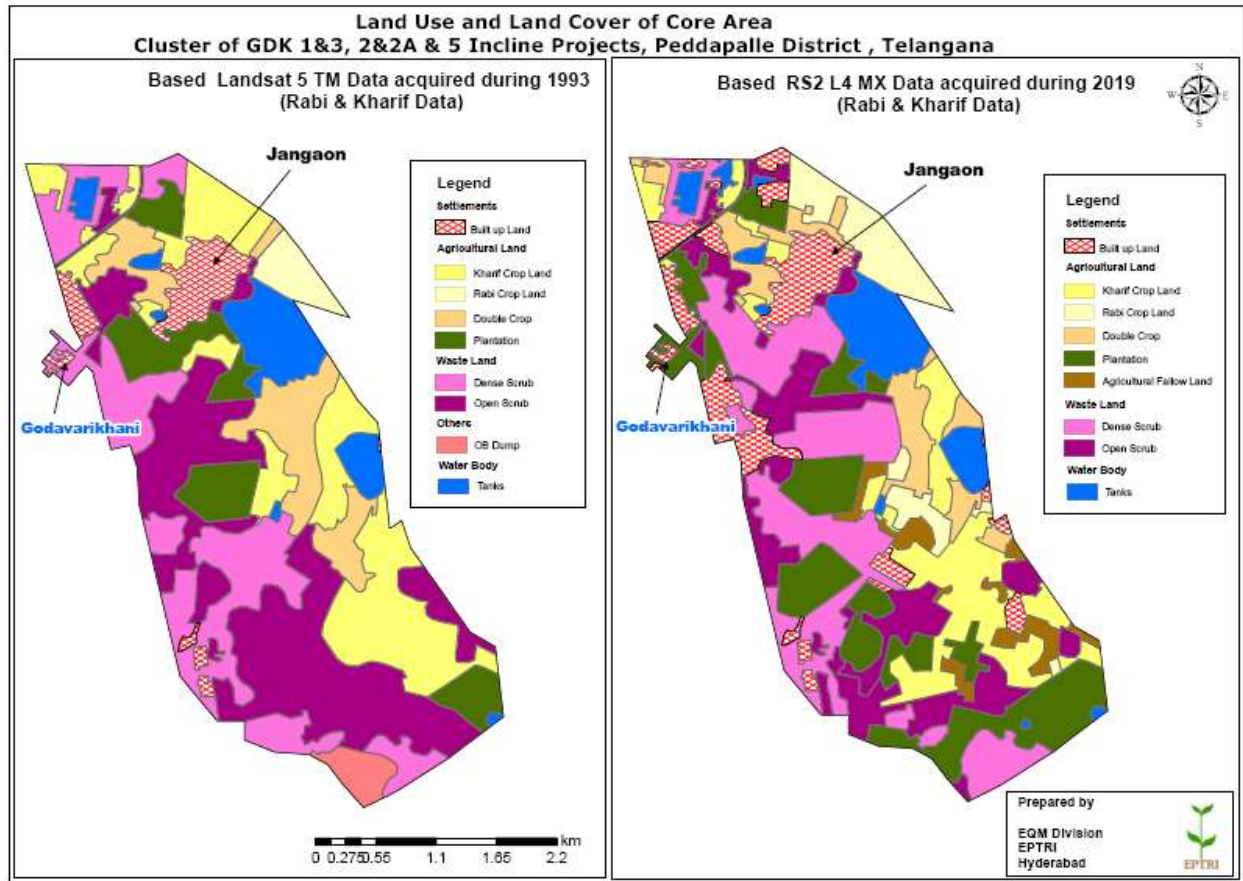 Land Use and Land Cover of Core Area
Cluster of GDK 1&3, 2&2A & 5 Incline Projects, Peddapalle District , Telangana
Based Landsat 5 TM Data acquired during 1993
(Rabi & Kharif Data)
Jangaon
Godavarikhani
Legend
Settlements
Built up Land
Agricultural Land
Kharif Crop Land
Rabi Crop Land
Double Crop
Plantation
Waste Land
Dense Scrub
Open Scrub
Others
OB Dump
Water Body
Tanks
km
0 0.275 0.55 1.1 1.65 2.2
Based RS2 L4 MX Data acquired during 2019
(Rabi & Kharif Data)
N
W E
S
Jangaon
Godavarikhani
Legend
Settlements
Built up Land
Agricultural Land
Kharif Crop Land
Rabi Crop Land
Double Crop
Plantation
Agricultural Fallow Land
Waste Land
Dense Scrub
Open Scrub
Water Body
Tanks
Prepared by
EQM Division
EPTRI
Hyderabad
EPTRI